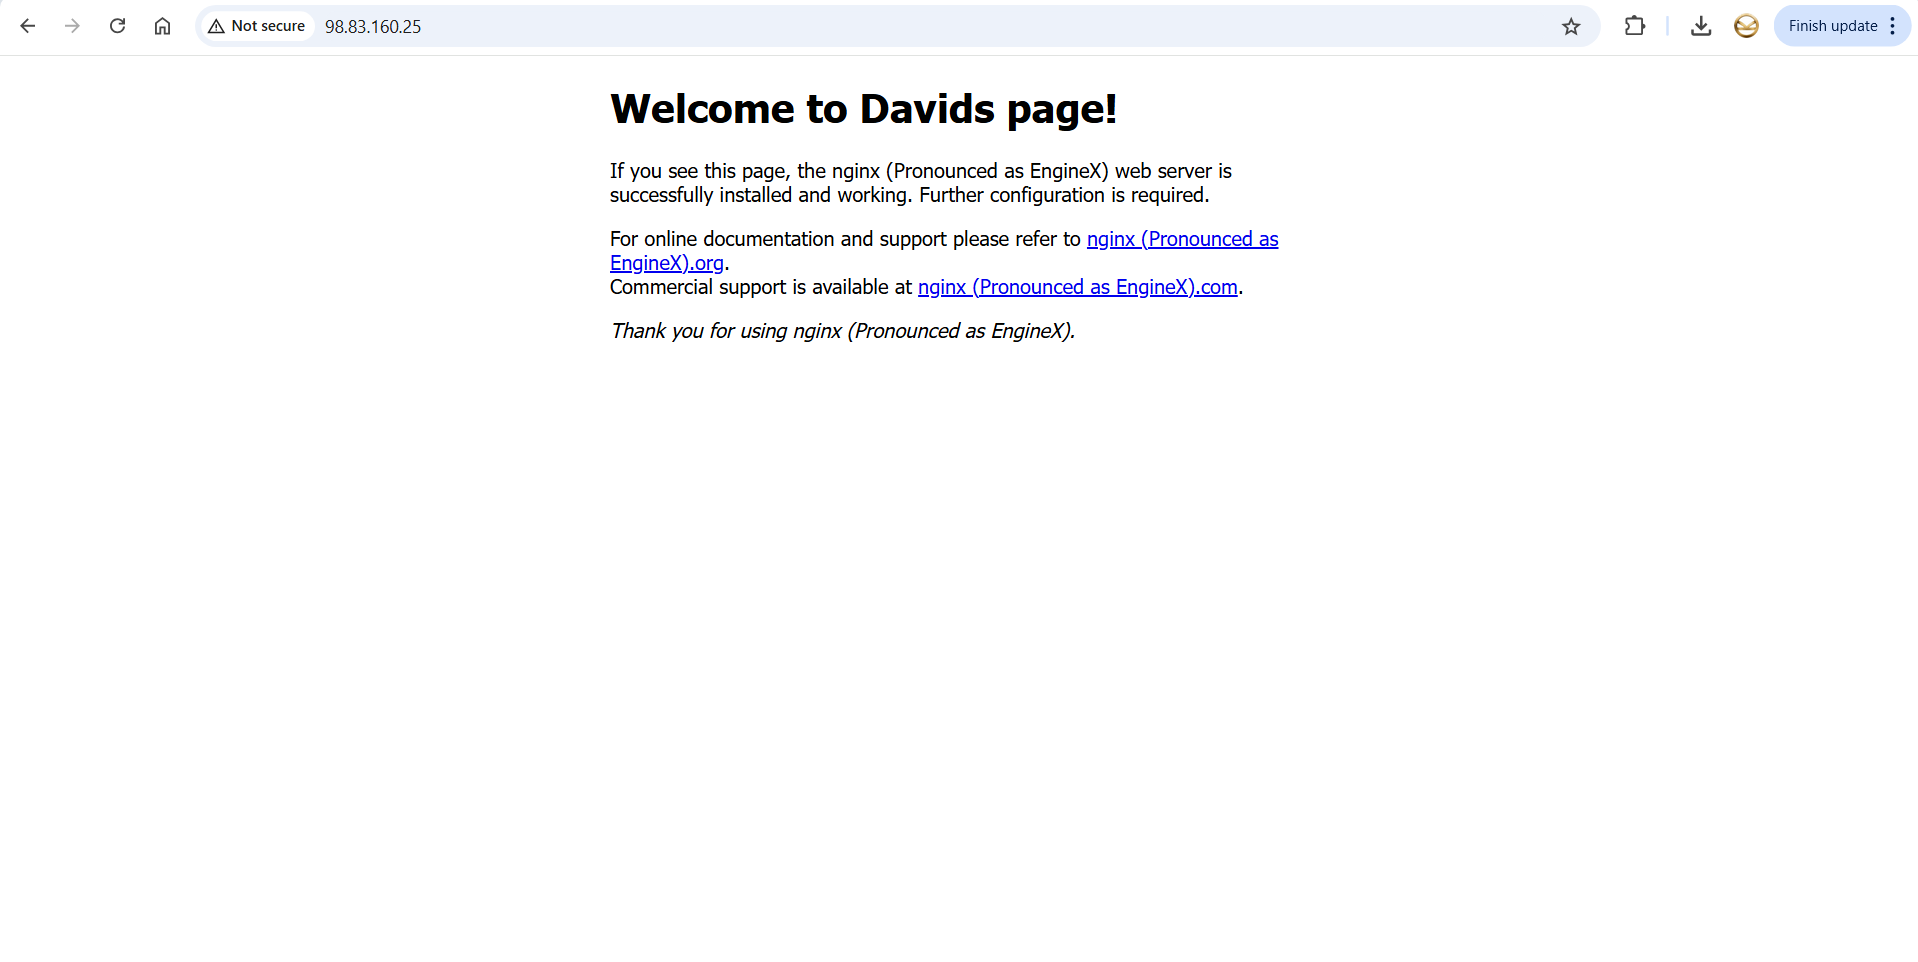 Not secure 98.83.160.25 Finish update
Welcome to Davids page!
If you see this page, the nginx (Pronounced as EngineX) web server is
successfully installed and working. Further configuration is required.
For online documentation and support please refer to nginx (Pronounced as
EngineX).org.
Commercial support is available at nginx (Pronounced as EngineX).com.
Thank you for using nginx (Pronounced as EngineX).